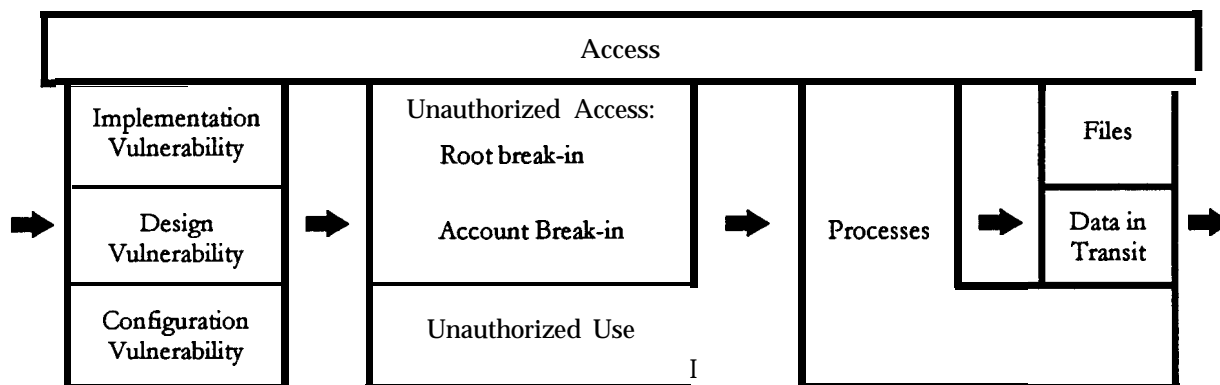 Access
Implementation
Vulnerability
Design
Vulnerability
Configuration
Vulnerability
Unauthorized Access:
Root break-in
Account Break-in
Unauthorized Use
I
Processes
Files
Data in
Transit